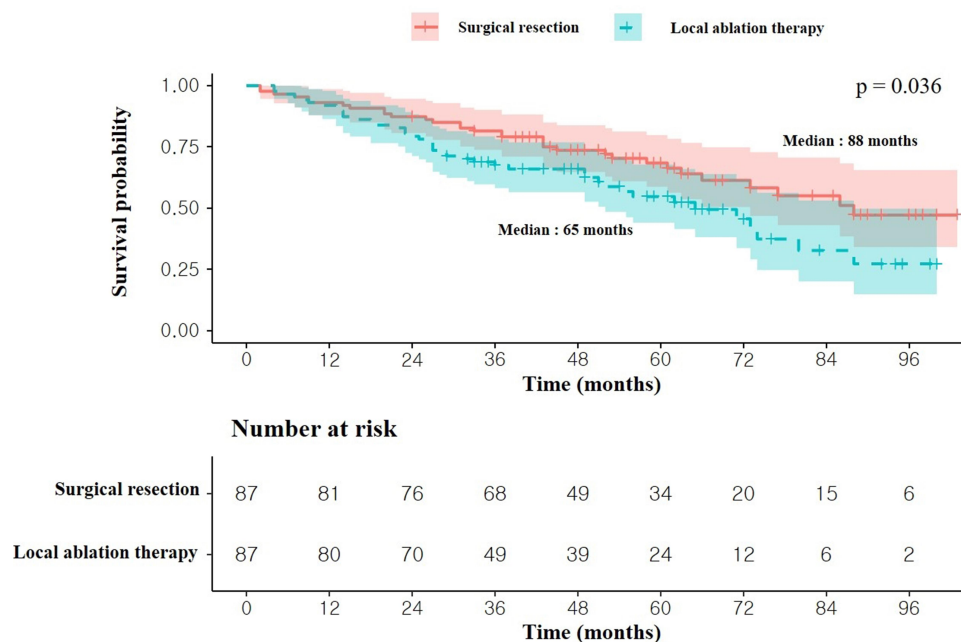 Surgical resection Local ablation therapy
p = 0.036
Median : 88 months
Median : 65 months
Survival probability
1.00
0.75
0.50
0.25
0.00
0 12 24 36 48 60 72 84 96
Time (months)
Number at risk
Surgical resection 87 81 76 68 49 34 20 15 6
Local ablation therapy 87 80 70 49 39 24 12 6 2
0 12 24 36 48 60 72 84 96
Time (months)